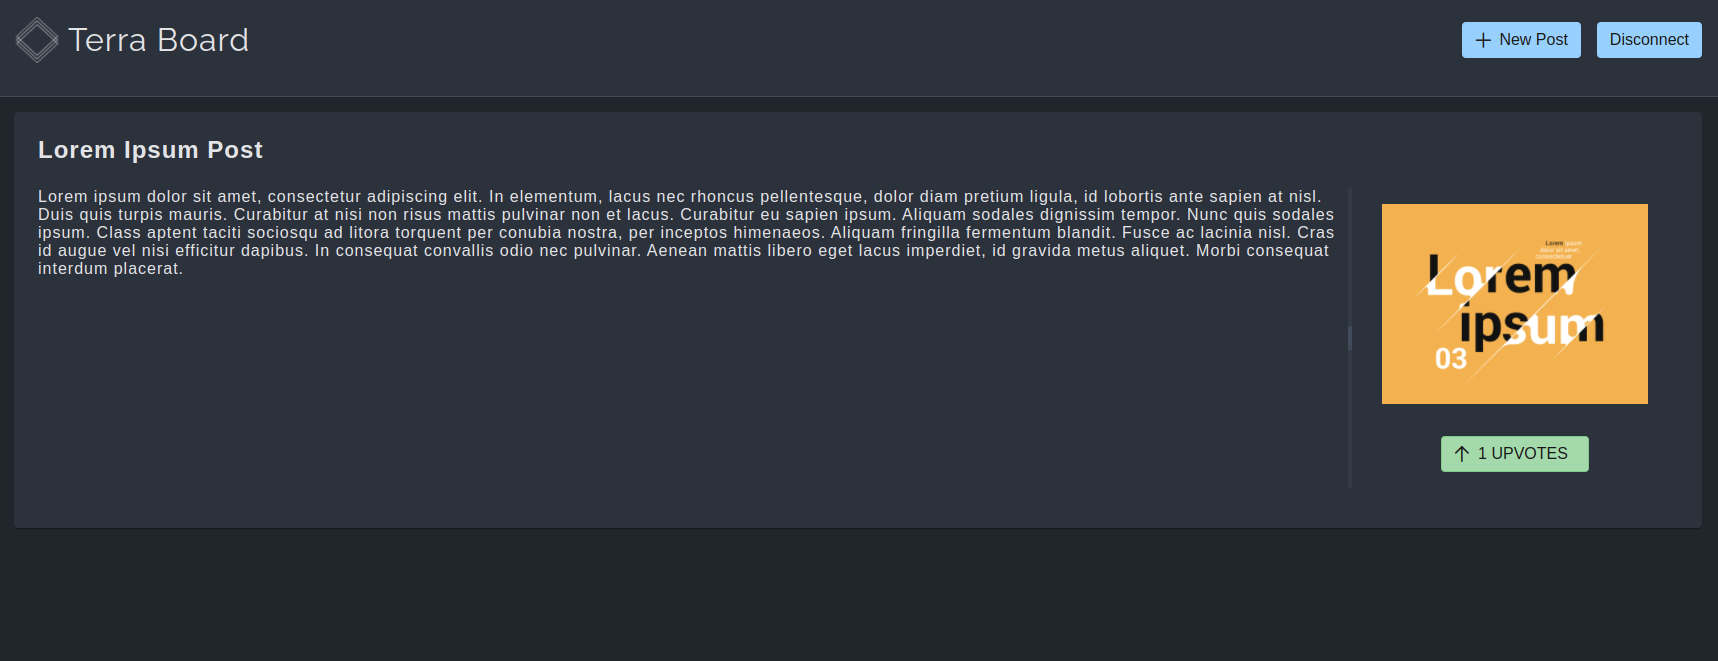 Terra Board
New Post
Disconnect
Lorem Ipsum Post
Lorem ipsum dolor sit amet, consectetur adipiscing elit. In elementum, lacus nec rhoncus pellentesque, dolor diam pretium ligula, id lobortis ante sapien at nisl.
Duis quis turpis mauris. Curabitur at nisi non risus mattis pulvinar non et lacus. Curabitur eu sapien ipsum. Aliquam sodales dignissim tempor. Nunc quis sodales
ipsum. Class aptent taciti sociosqu ad litora torquent per conubia nostra, per inceptos himenaeos. Aliquam fringilla fermentum blandit. Fusce ac lacinia nisl. Cras
id augue vel nisi efficitur dapibus. In consequat convallis odio nec pulvinar. Aenean mattis libero eget lacus imperdiet, id gravida metus aliquet. Morbi consequat
interdum placerat.
Lorem ipsum
dolor sit amet,
consectetur
Lorem
ipsum
03
1 UPVOTES